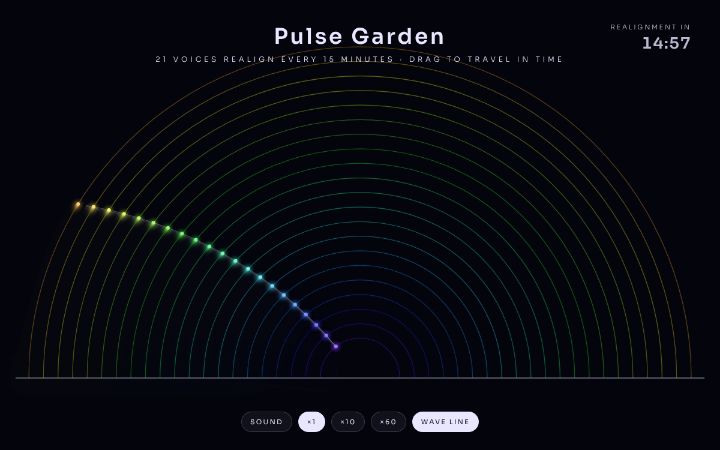 Pulse Garden
21 VOICES REALIGN EVERY 15 MINUTES · DRAG TO TRAVEL IN TIME
REALIGNMENT IN
14:57
SOUND ×1 ×10 ×60 WAVE LINE